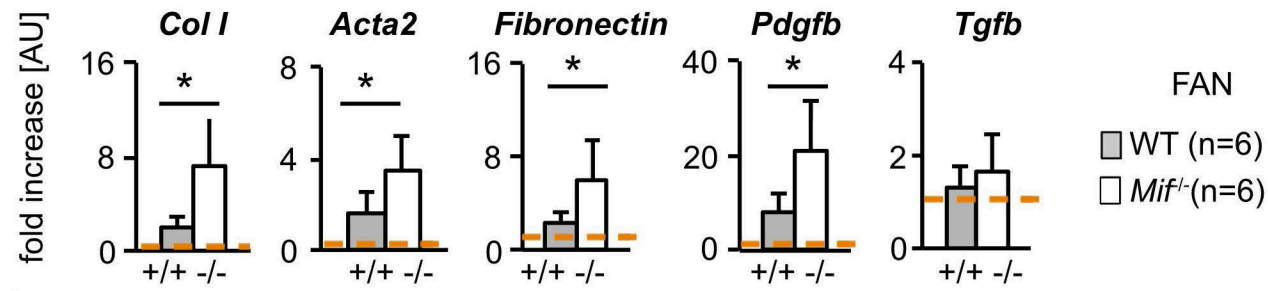 Col I Acta2 Fibronectin Pdgfb Tgfb
fold increase [AU]
16 8 0
8 4 0
16 8 0
40 20 0
4 2 0
* * * *
+/+ -/- +/+ -/- +/+ -/- +/+ -/- +/+ -/-
FAN
WT (n=6)
Mif-/-(n=6)